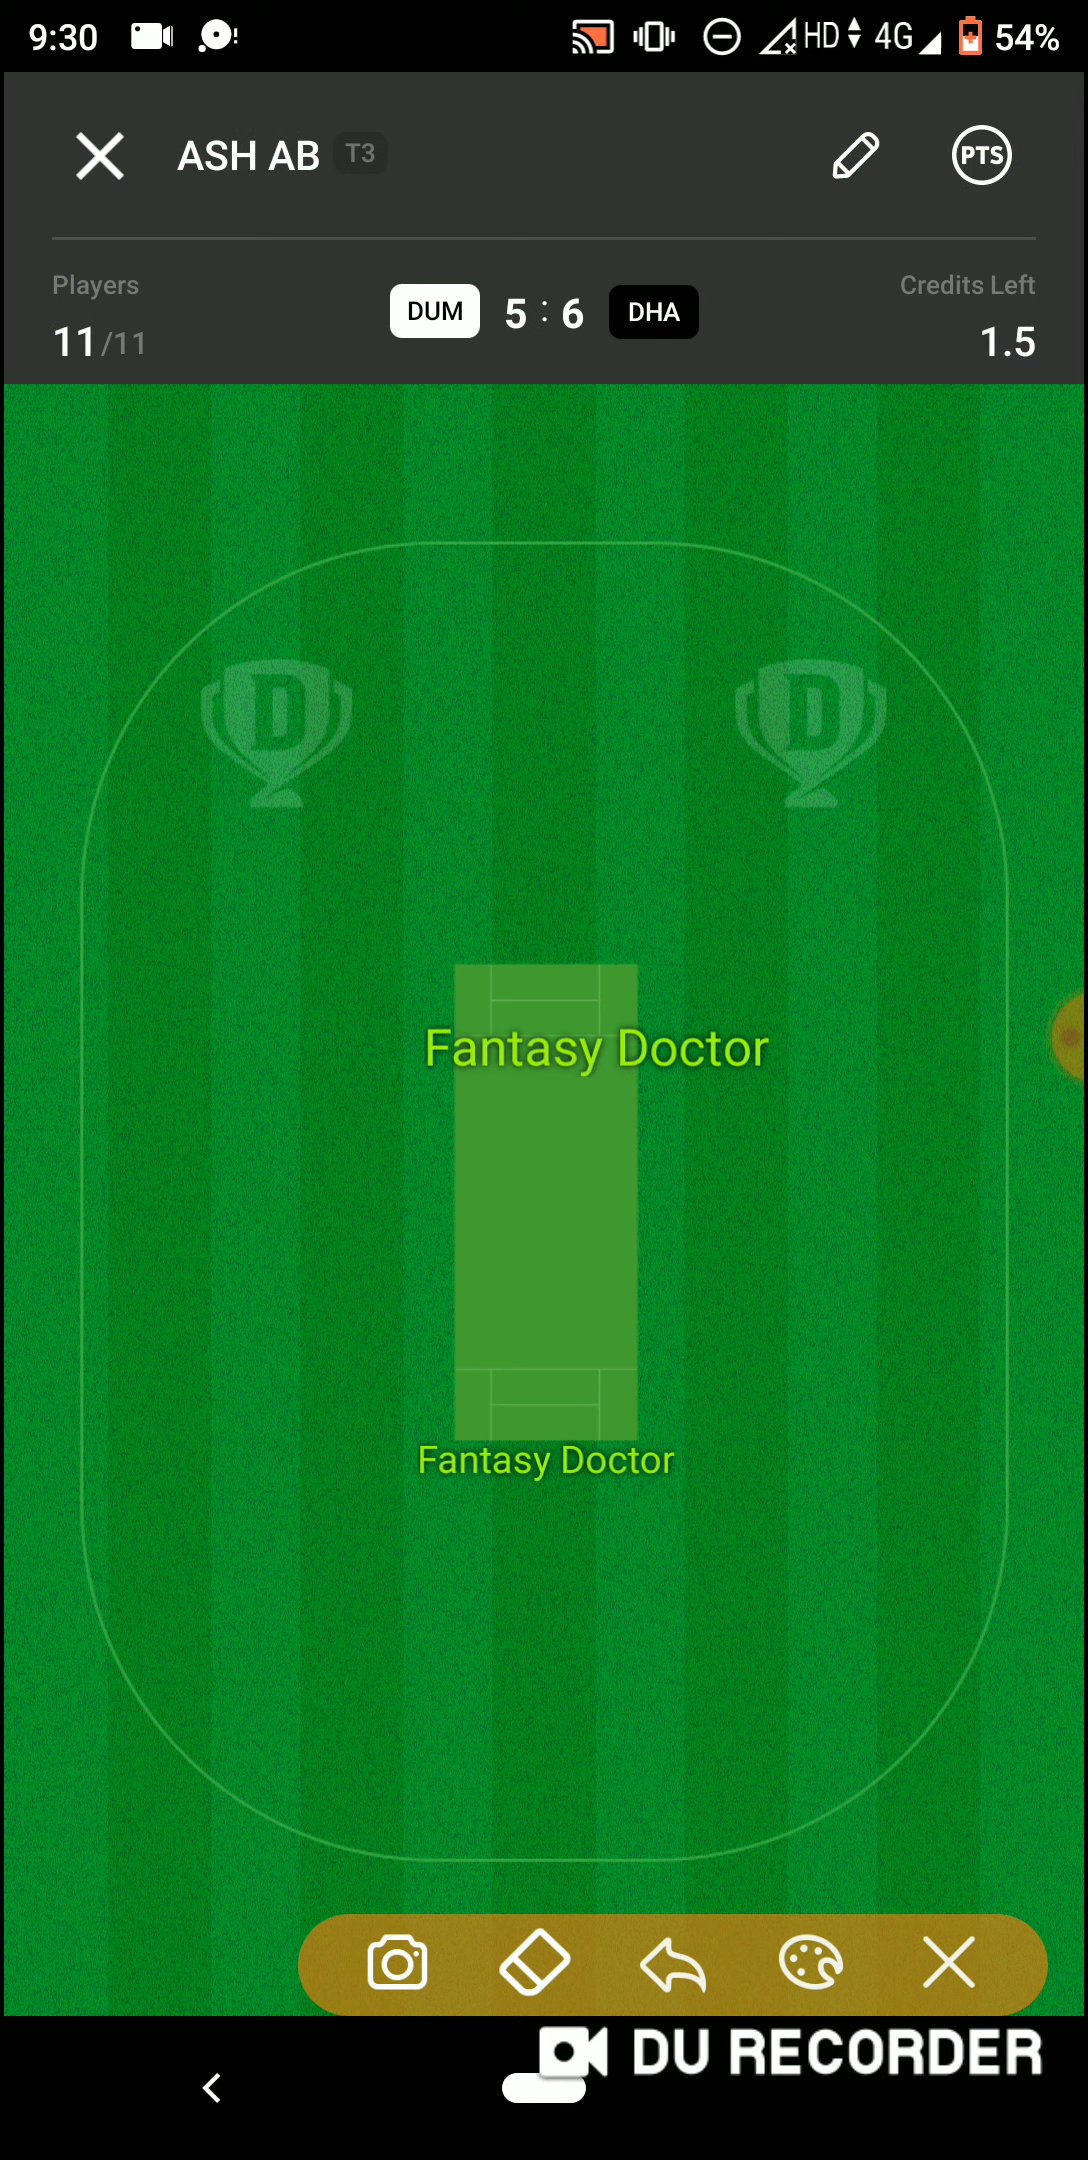 9:30 HD 4G 54%
ASH AB T3 PTS
Players Credits Left
DUM 5 : 6 DHA
11/11 1.5
D D
Fantasy Doctor
Fantasy Doctor
DU RECORDER